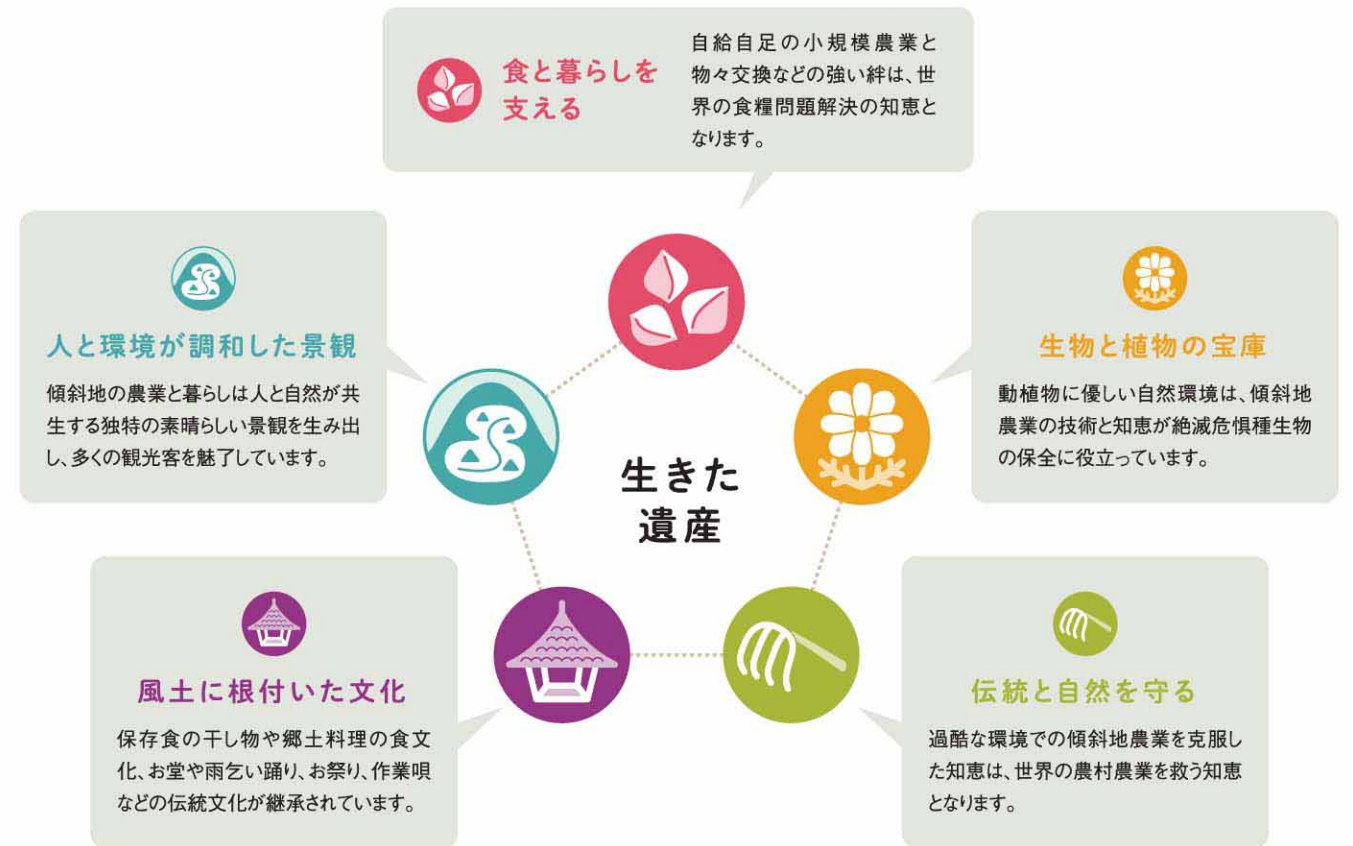 食と暮らしを
支える
自給自足の小規模農業と
物々交換などの強い絆は、世
界の食糧問題解決の知恵と
なります。
人と環境が調和した景観
傾斜地の農業と暮らしは人と自然が共
生する独特の素晴らしい景観を生み出
し、多くの観光客を魅了しています。
生物と植物の宝庫
動植物に優しい自然環境は、傾斜地
農業の技術と知恵が絶滅危惧種生物
の保全に役立っています。
生きた
遺産
風土に根付いた文化
保存食の干し物や郷土料理の食文
化、お堂や雨乞い踊り、お祭り、作業唄
などの伝統文化が継承されています。
伝統と自然を守る
過酷な環境での傾斜地農業を克服し
た知恵は、世界の農村農業を救う知恵
となります。